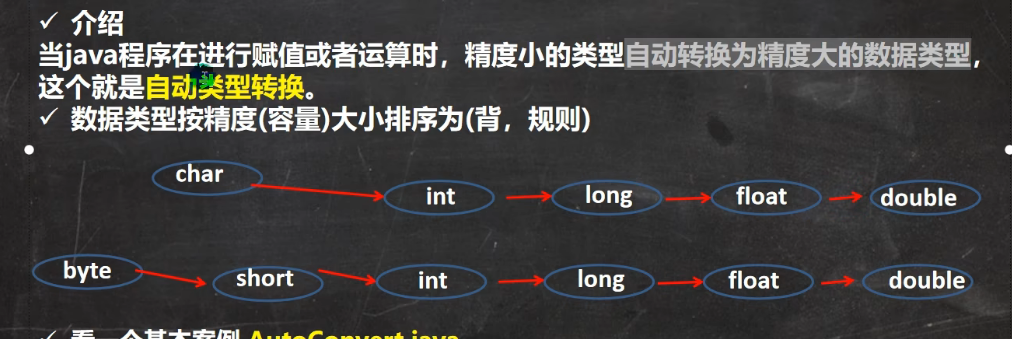 ✓ 介绍
当java程序在进行赋值或者运算时，精度小的类型自动转换为精度大的数据类型，
这个就是自动类型转换。
✓ 数据类型按精度(容量)大小排序为(背，规则)
char int long float double
byte short int long float double
✓ 看一个基本案例 AutoConvert.java